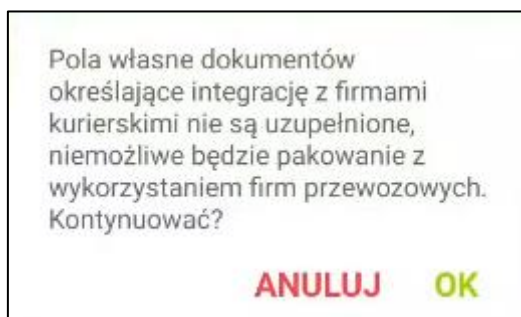 Pola własne dokumentów
określające integrację z firmami
kurierskimi nie są uzupełnione,
niemożliwe będzie pakowanie z
wykorzystaniem firm przewozowych.
Kontynuować?
ANULUJ OK